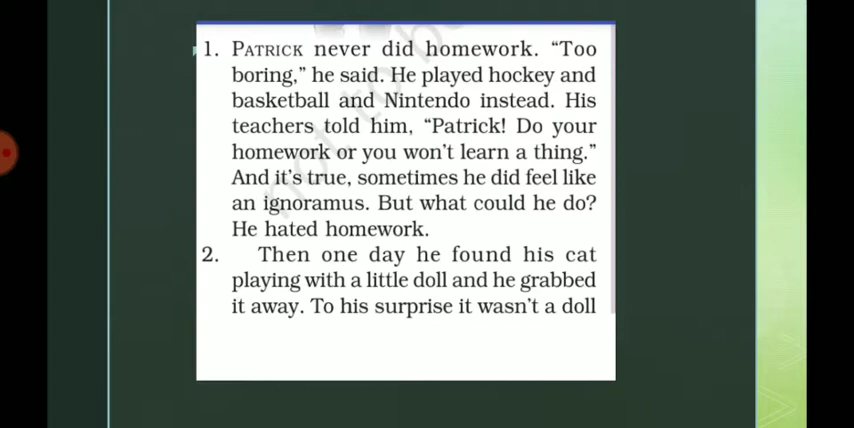 1. PATRICK never did homework. “Too
boring,” he said. He played hockey and
basketball and Nintendo instead. His
teachers told him, “Patrick! Do your
homework or you won’t learn a thing.”
And it’s true, sometimes he did feel like
an ignoramus. But what could he do?
He hated homework.
2. Then one day he found his cat
playing with a little doll and he grabbed
it away. To his surprise it wasn’t a doll
not to be